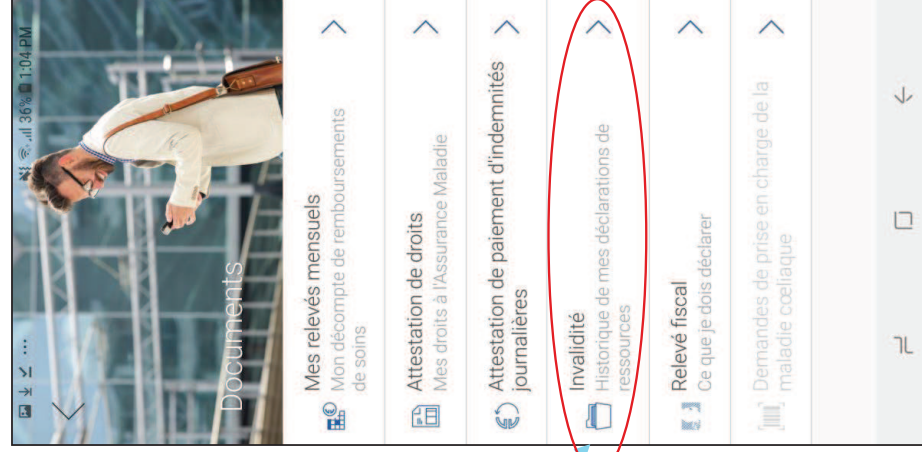 36% 1:04 PM
Documents
Mes relevés mensuels
Mon décompte de remboursements
de soins
Attestation de droits
Mes droits à l'Assurance Maladie
Attestation de paiement d'indemnités
journalières
Invalidité
Historique de mes déclarations de
ressources
Relevé fiscal
Ce que je dois déclarer
Demandes de prise en charge de la
maladie cœliaque